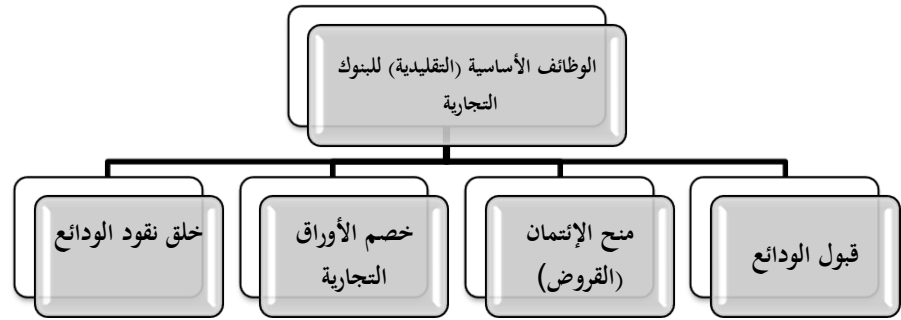 الوظائف الأساسية (التقليدية) للبنوك
التجارية
قبول الودائع
منح الإئتمان
(القروض)
خصم الأوراق
التجارية
خلق نقود الودائع